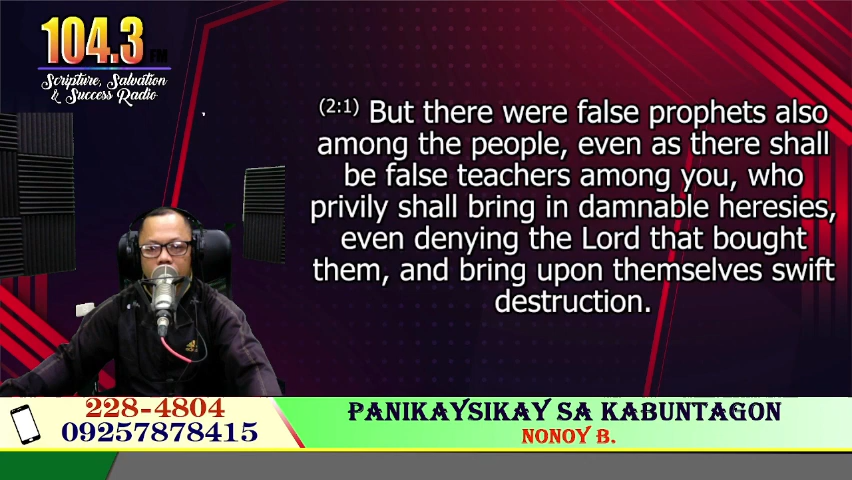 104.3 FM
Scripture, Salvation
& Success Radio
(2:1) But there were false prophets also
among the people, even as there shall
be false teachers among you, who
privily shall bring in damnable heresies,
even denying the Lord that bought
them, and bring upon themselves swift
destruction.
adidas
228-4804
09257878415
PANIKAYSIKAY SA KABUNTAGON
NONOY B.